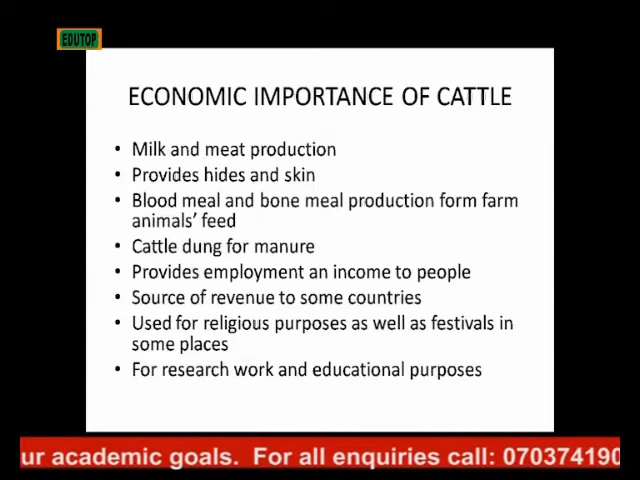 EDUTOP
ECONOMIC IMPORTANCE OF CATTLE
• Milk and meat production
• Provides hides and skin
• Blood meal and bone meal production form farm
animals' feed
• Cattle dung for manure
• Provides employment an income to people
• Source of revenue to some countries
• Used for religious purposes as well as festivals in
some places
• For research work and educational purposes
ur academic goals. For all enquiries call: 070374190